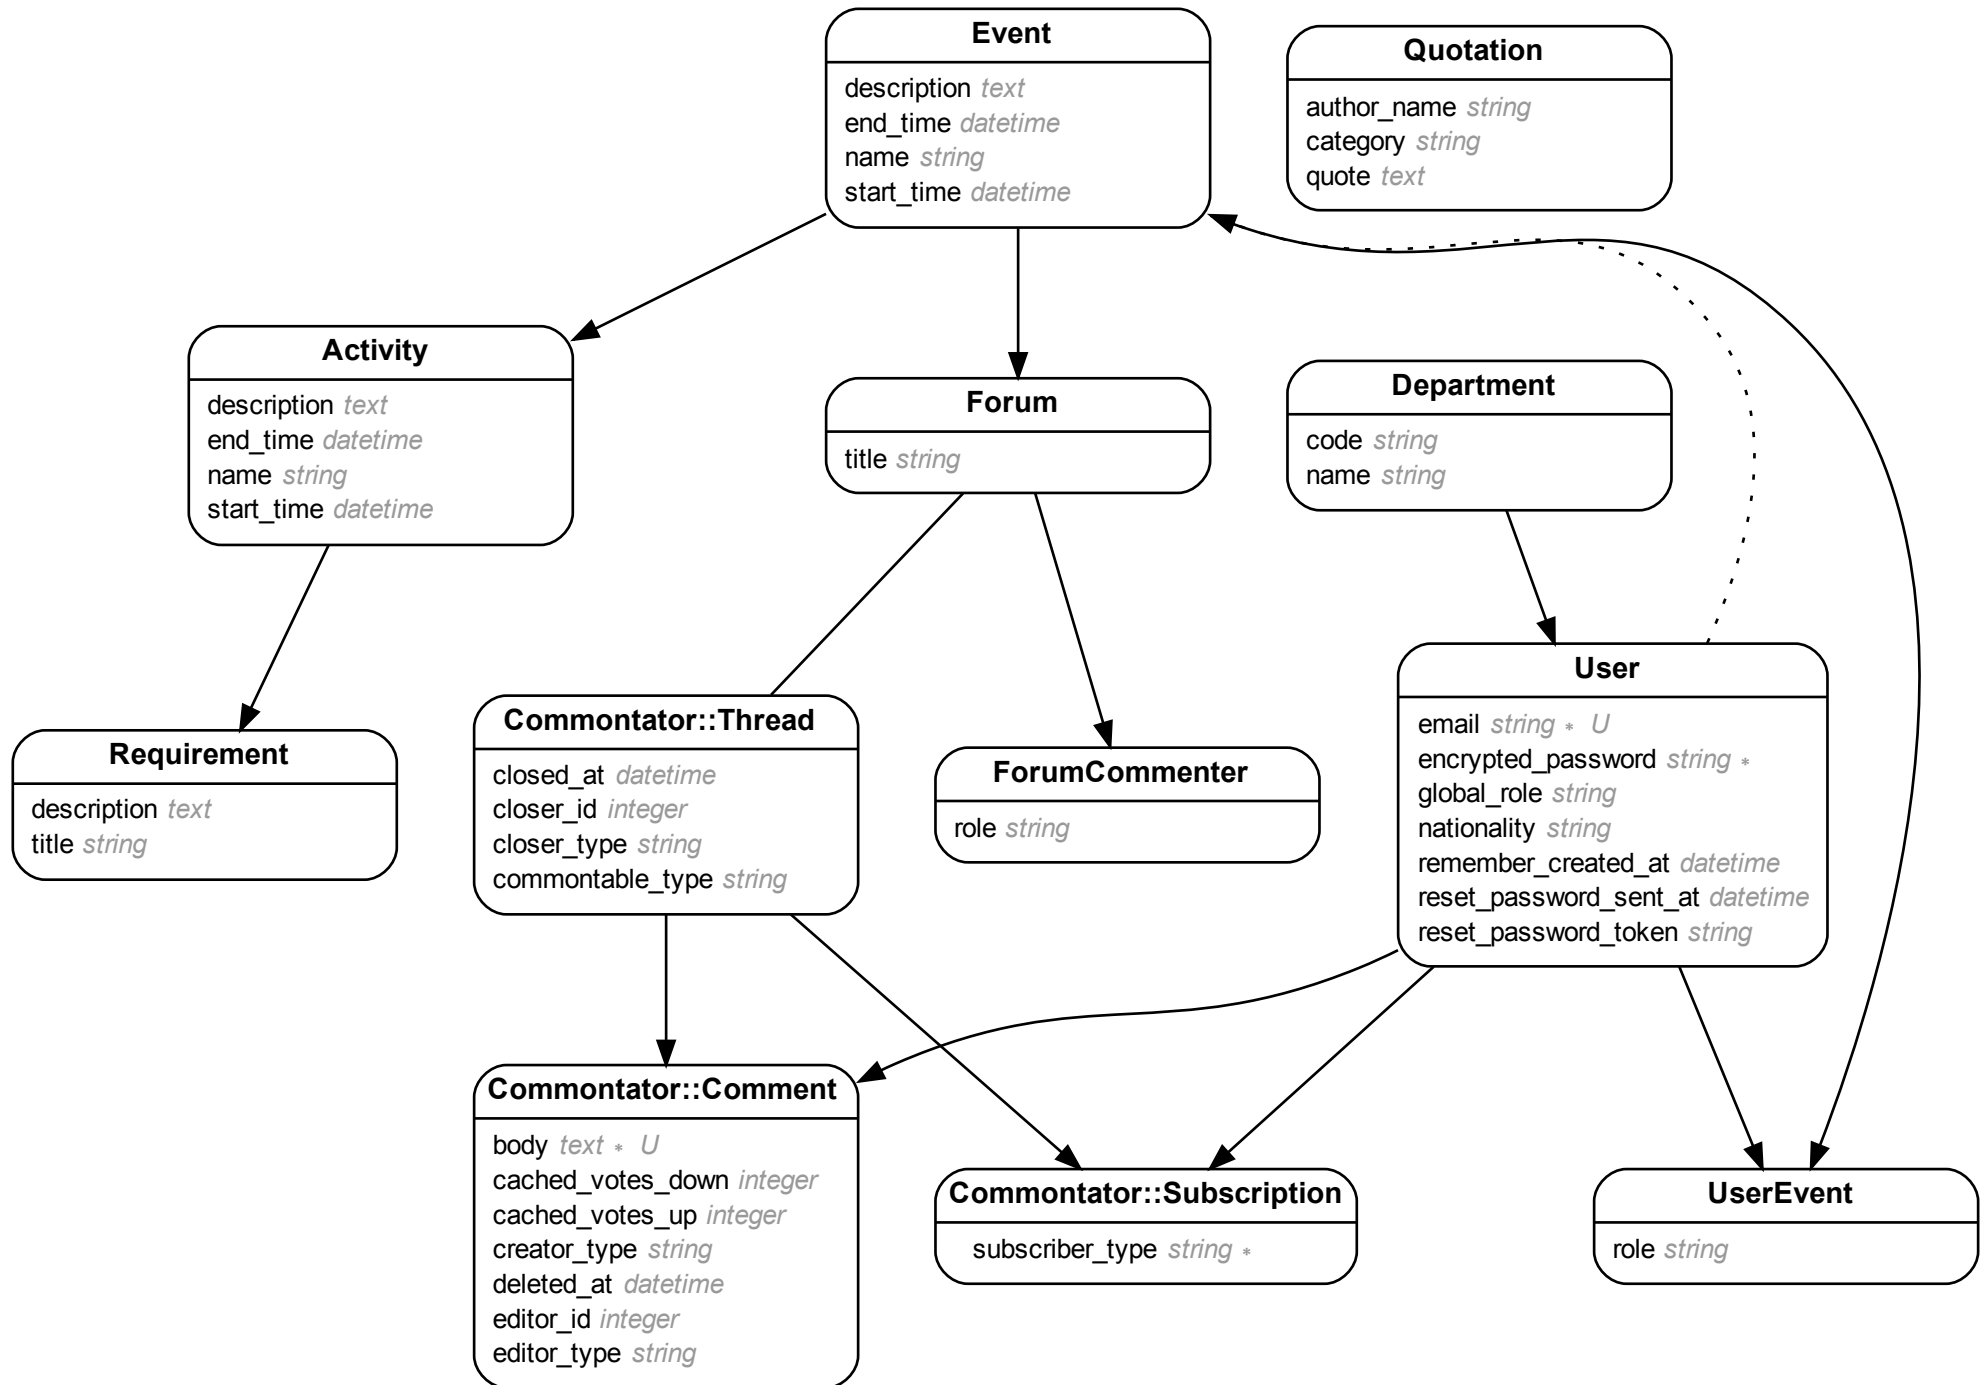 Event
description text
end_time datetime
name string
start_time datetime
Quotation
author_name string
category string
quote text
Activity
description text
end_time datetime
name string
start_time datetime
Forum
title string
Department
code string
name string
User
email string * U
encrypted_password string *
global_role string
nationality string
remember_created_at datetime
reset_password_sent_at datetime
reset_password_token string
Requirement
description text
title string
Commontator::Thread
closed_at datetime
closer_id integer
closer_type string
commontable_type string
ForumCommenter
role string
Commontator::Comment
body text * U
cached_votes_down integer
cached_votes_up integer
creator_type string
deleted_at datetime
editor_id integer
editor_type string
Commontator::Subscription
subscriber_type string *
UserEvent
role string